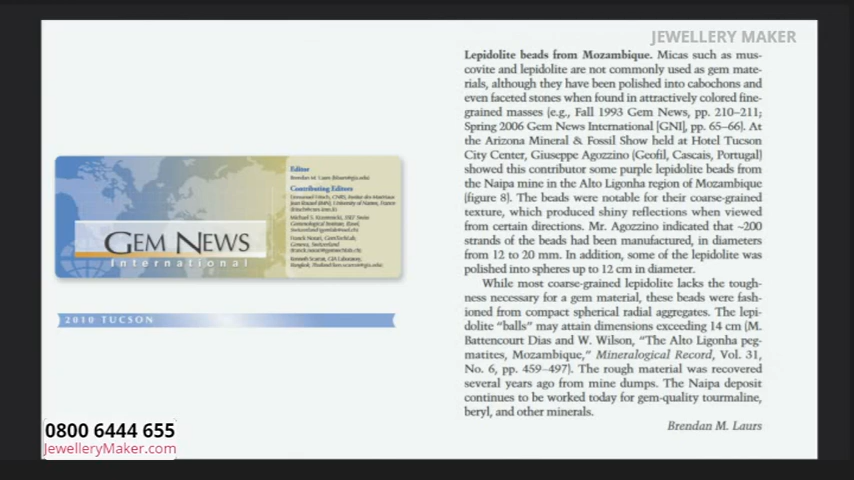 JEWELLERY MAKER
Lepidolite beads from Mozambique. Micas such as mus-
covite and lepidolite are not commonly used as gem mate-
rials, although they have been polished into cabochons and
even faceted stones when found in attractively colored fine-
grained masses (e.g., Fall 1993 Gem News, pp. 210–211;
Spring 2006 Gem News International [GNI], pp. 65–66). At
the Arizona Mineral & Fossil Show held at Hotel Tucson
City Center, Giuseppe Agozzino (Geofil, Cascais, Portugal)
showed this contributor some purple lepidolite beads from
the Naipa mine in the Alto Ligonha region of Mozambique
(figure 8). The beads were notable for their coarse-grained
texture, which produced shiny reflections when viewed
from certain directions. Mr. Agozzino indicated that ~200
strands of the beads had been manufactured, in diameters
from 12 to 20 mm. In addition, some of the lepidolite was
polished into spheres up to 12 cm in diameter.
While most coarse-grained lepidolite lacks the tough-
ness necessary for a gem material, these beads were fash-
ioned from compact spherical radial aggregates. The lepi-
dolite "balls" may attain dimensions exceeding 14 cm (M.
Battencourt Dias and W. Wilson, "The Alto Ligonha peg-
matites, Mozambique," Mineralogical Record, Vol. 31,
No. 6, pp. 459–497). The rough material was recovered
several years ago from mine dumps. The Naipa deposit
continues to be worked today for gem-quality tourmaline,
beryl, and other minerals.
Brendan M. Laurs
Editor
Brendan M. Laurs
Contributing Editors
GEM NEWS
International
2010 TUCSON
0800 6444 655
JewelleryMaker.com